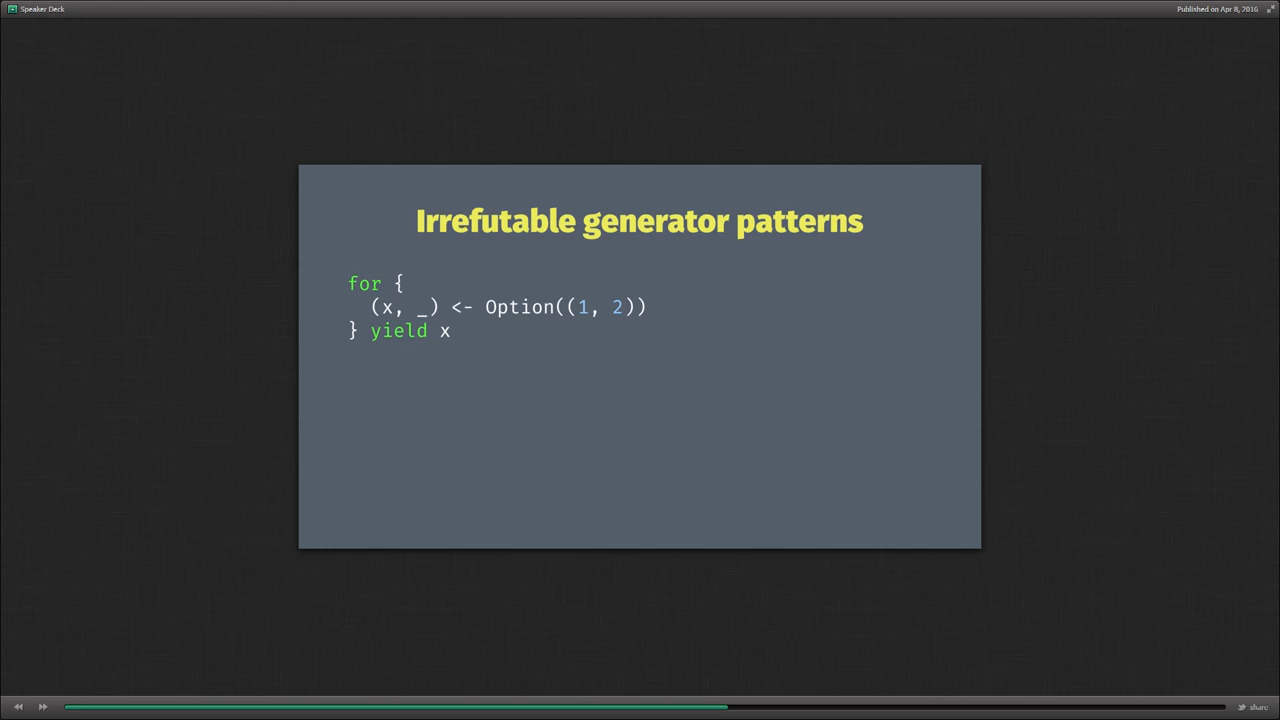 Speaker Deck
Published on Apr 8, 2016
Irrefutable generator patterns
for {
  (x, _) <- Option((1, 2))
} yield x
share